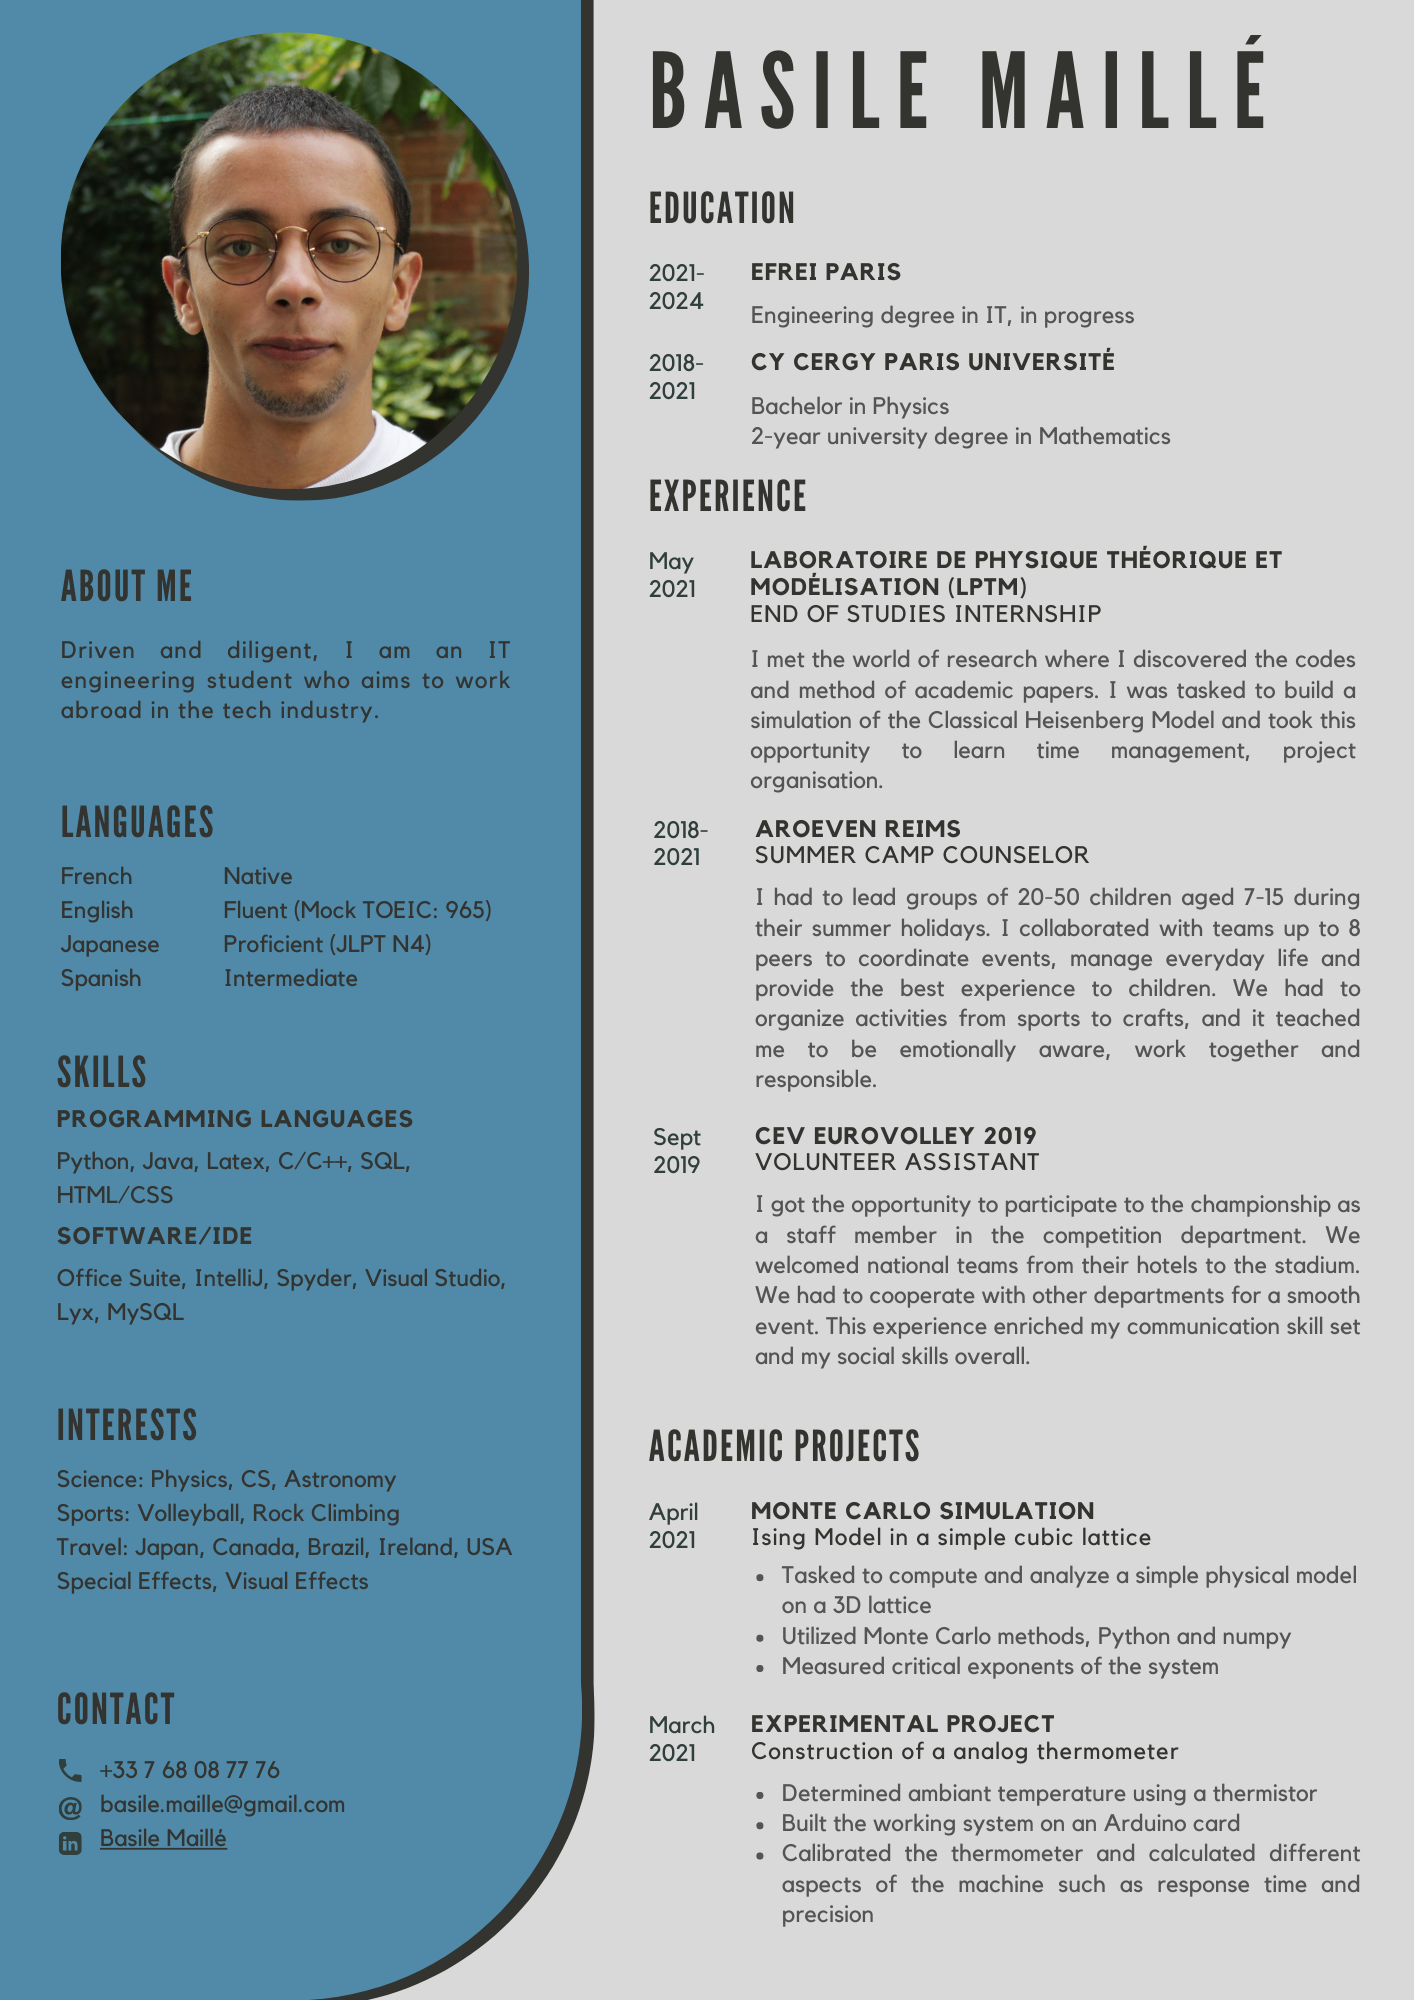 BASILE MAILLÉ
ABOUT ME
Driven and diligent, I am an IT
engineering student who aims to work
abroad in the tech industry.
LANGUAGES
French Native
English Fluent (Mock TOEIC: 965)
Japanese Proficient (JLPT N4)
Spanish Intermediate
SKILLS
PROGRAMMING LANGUAGES
Python, Java, Latex, C/C++, SQL,
HTML/CSS
SOFTWARE/IDE
Office Suite, IntelliJ, Spyder, Visual Studio,
Lyx, MySQL
INTERESTS
Science: Physics, CS, Astronomy
Sports: Volleyball, Rock Climbing
Travel: Japan, Canada, Brazil, Ireland, USA
Special Effects, Visual Effects
CONTACT
+33 7 68 08 77 76
@ basile.maille@gmail.com
in Basile Maillé
EDUCATION
2021- EFREI PARIS
2024
Engineering degree in IT, in progress
2018- CY CERGY PARIS UNIVERSITÉ
2021
Bachelor in Physics
2-year university degree in Mathematics
EXPERIENCE
May LABORATOIRE DE PHYSIQUE THÉORIQUE ET
2021 MODÉLISATION (LPTM)
END OF STUDIES INTERNSHIP
I met the world of research where I discovered the codes
and method of academic papers. I was tasked to build a
simulation of the Classical Heisenberg Model and took this
opportunity to learn time management, project
organisation.
2018- AROEVEN REIMS
2021 SUMMER CAMP COUNSELOR
I had to lead groups of 20-50 children aged 7-15 during
their summer holidays. I collaborated with teams up to 8
peers to coordinate events, manage everyday life and
provide the best experience to children. We had to
organize activities from sports to crafts, and it teached
me to be emotionally aware, work together and
responsible.
Sept CEV EUROVOLLEY 2019
2019 VOLUNTEER ASSISTANT
I got the opportunity to participate to the championship as
a staff member in the competition department. We
welcomed national teams from their hotels to the stadium.
We had to cooperate with other departments for a smooth
event. This experience enriched my communication skill set
and my social skills overall.
ACADEMIC PROJECTS
April MONTE CARLO SIMULATION
2021 Ising Model in a simple cubic lattice
• Tasked to compute and analyze a simple physical model
on a 3D lattice
• Utilized Monte Carlo methods, Python and numpy
• Measured critical exponents of the system
March EXPERIMENTAL PROJECT
2021 Construction of a analog thermometer
• Determined ambiant temperature using a thermistor
• Built the working system on an Arduino card
• Calibrated the thermometer and calculated different
aspects of the machine such as response time and
precision